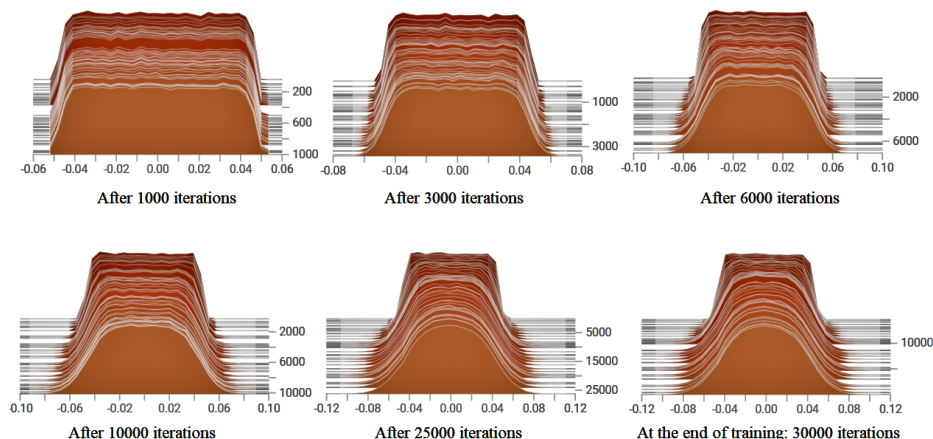 200
600
1000
-0.06 -0.04 -0.02 0.00 0.02 0.04 0.06
After 1000 iterations
1000
3000
-0.08 -0.04 0.00 0.04 0.08
After 3000 iterations
2000
6000
-0.10 -0.06 -0.02 0.02 0.06 0.10
After 6000 iterations
2000
6000
10000
-0.10 -0.06 -0.02 0.02 0.06 0.10
After 10000 iterations
5000
15000
25000
-0.12 -0.08 -0.04 0.00 0.04 0.08 0.12
After 25000 iterations
10000
-0.12 -0.08 -0.04 0.00 0.04 0.08 0.12
At the end of training: 30000 iterations